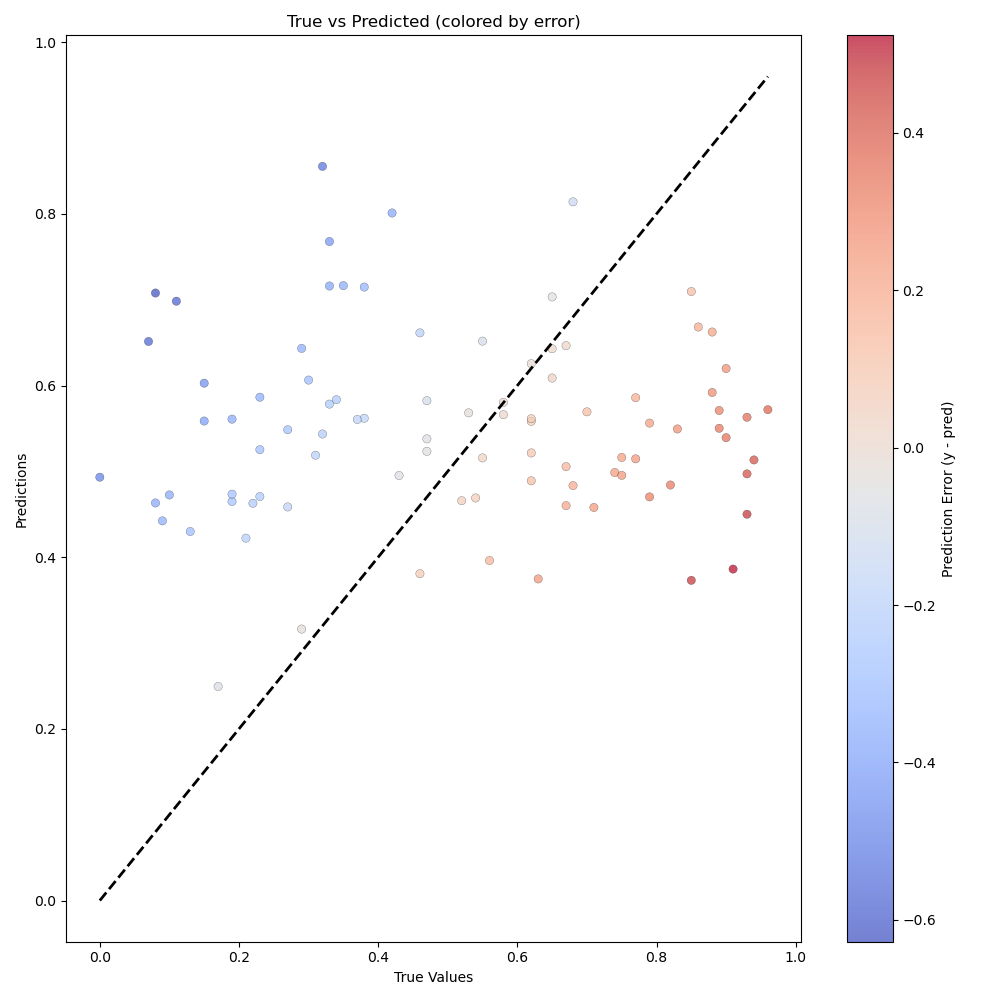 True vs Predicted (colored by error)
1.0
0.8
0.6
0.4
0.2
0.0
Predictions
0.0 0.2 0.4 0.6 0.8 1.0
True Values
0.4
0.2
0.0
−0.2
−0.4
−0.6
Prediction Error (y - pred)